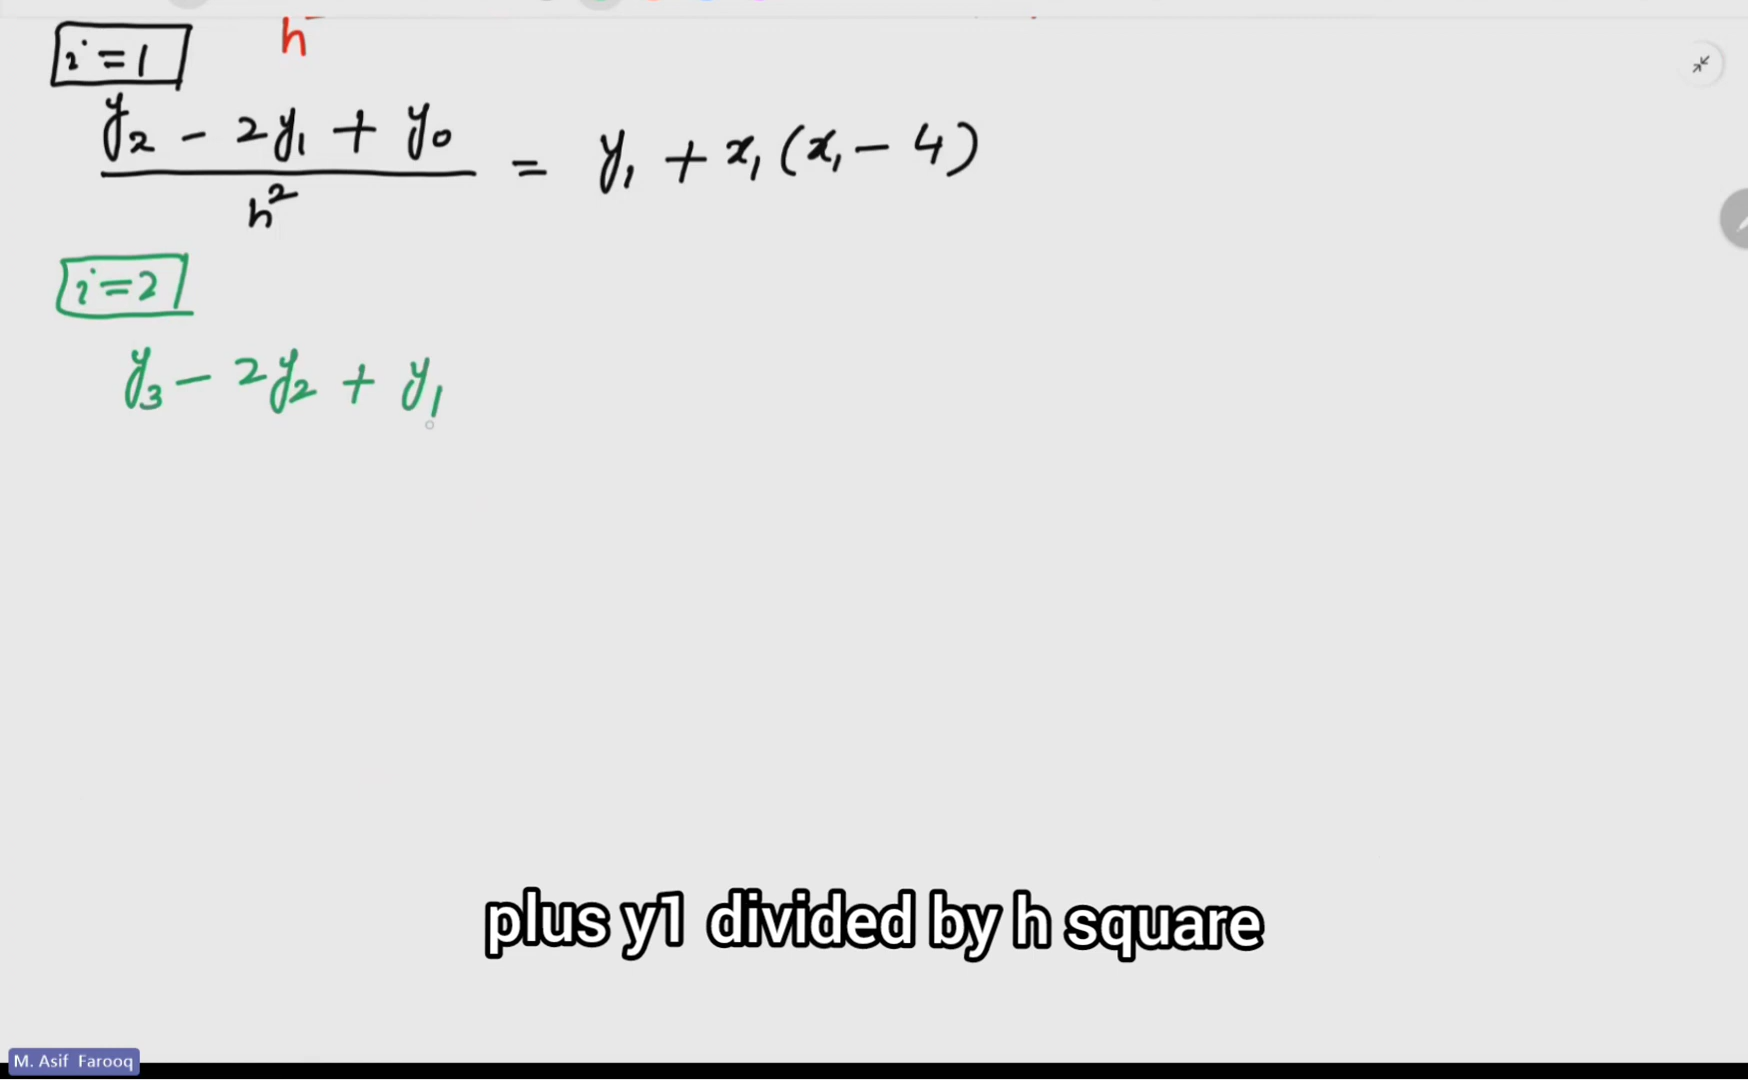 h
i = 1
y₂ - 2y₁ + y₀ / h² = y₁ + x₁(x₁ - 4)
i = 2
y₃ - 2y₂ + y₁
plus y1 divided by h square
M. Asif Farooq